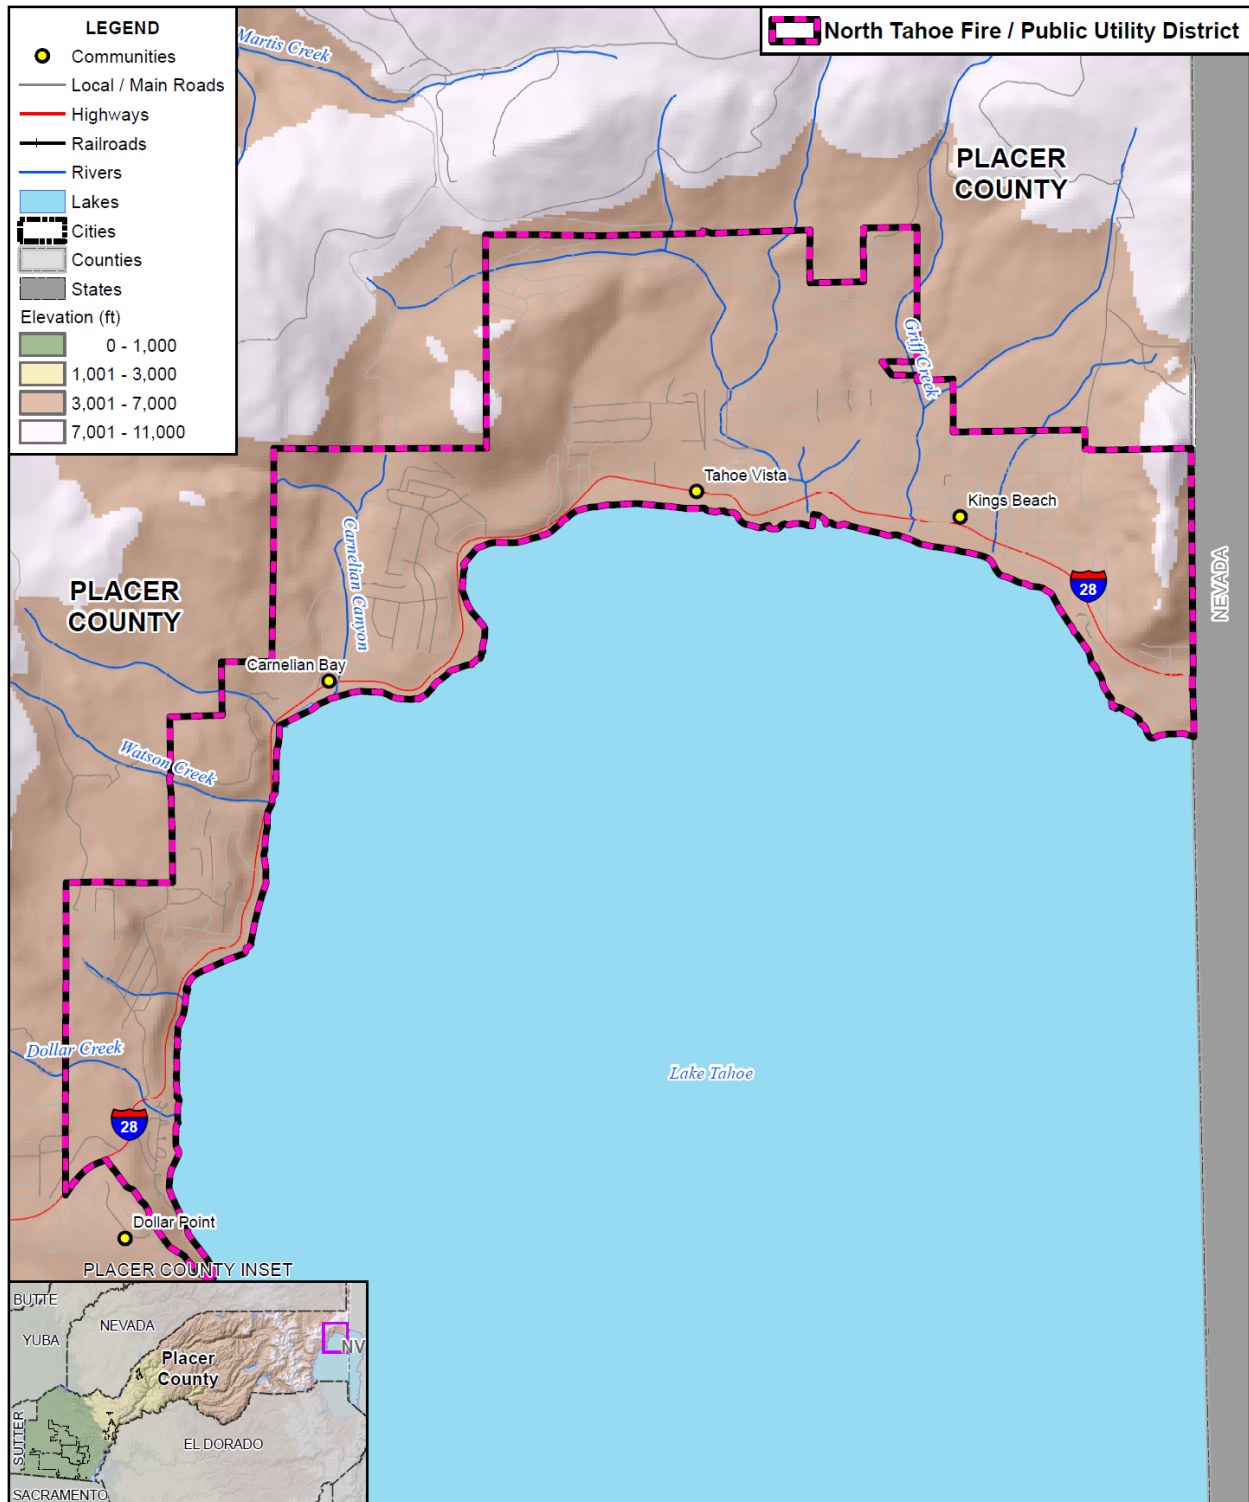 LEGEND
Communities
Local / Main Roads
Highways
Railroads
Rivers
Lakes
Cities
Counties
States
Elevation (ft)
0 - 1,000
1,001 - 3,000
3,001 - 7,000
7,001 - 11,000
North Tahoe Fire / Public Utility District
Martis Creek
PLACER
COUNTY
Griff Creek
Tahoe Vista
Kings Beach
28
NEVADA
Carnelian Canyon
PLACER
COUNTY
Carnelian Bay
Watson Creek
Dollar Creek
Lake Tahoe
28
Dollar Point
PLACER COUNTY INSET
BUTTE
YUBA
NEVADA
NV
Placer
County
SUTTER
EL DORADO
SACRAMENTO